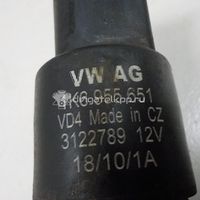 VW AG
955 651
VD4 Made in CZ
3122789 12V
18/10/1A